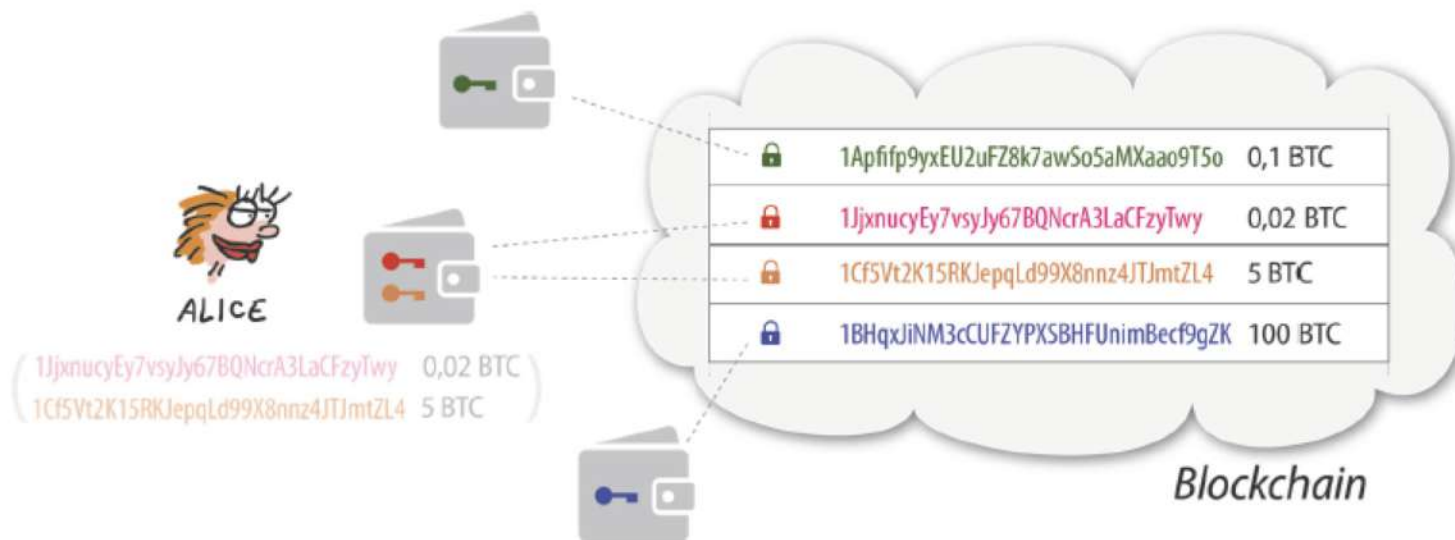 1Apfifp9yxEU2uFZ8k7awSo5aMXaao9T5o 0,1 BTC
1JjxnucyEy7vsyJy67BQNcrA3LaCFzyTwy 0,02 BTC
1Cf5Vt2K15RKJepqLd99X8nnz4JTJmtZL4 5 BTC
1BHqxJiNM3cCUFZYPXSBHFUnimBecf9gZK 100 BTC
Blockchain
ALICE
(1JjxnucyEy7vsyJy67BQNcrA3LaCFzyTwy 0,02 BTC
1Cf5Vt2K15RKJepqLd99X8nnz4JTJmtZL4 5 BTC)